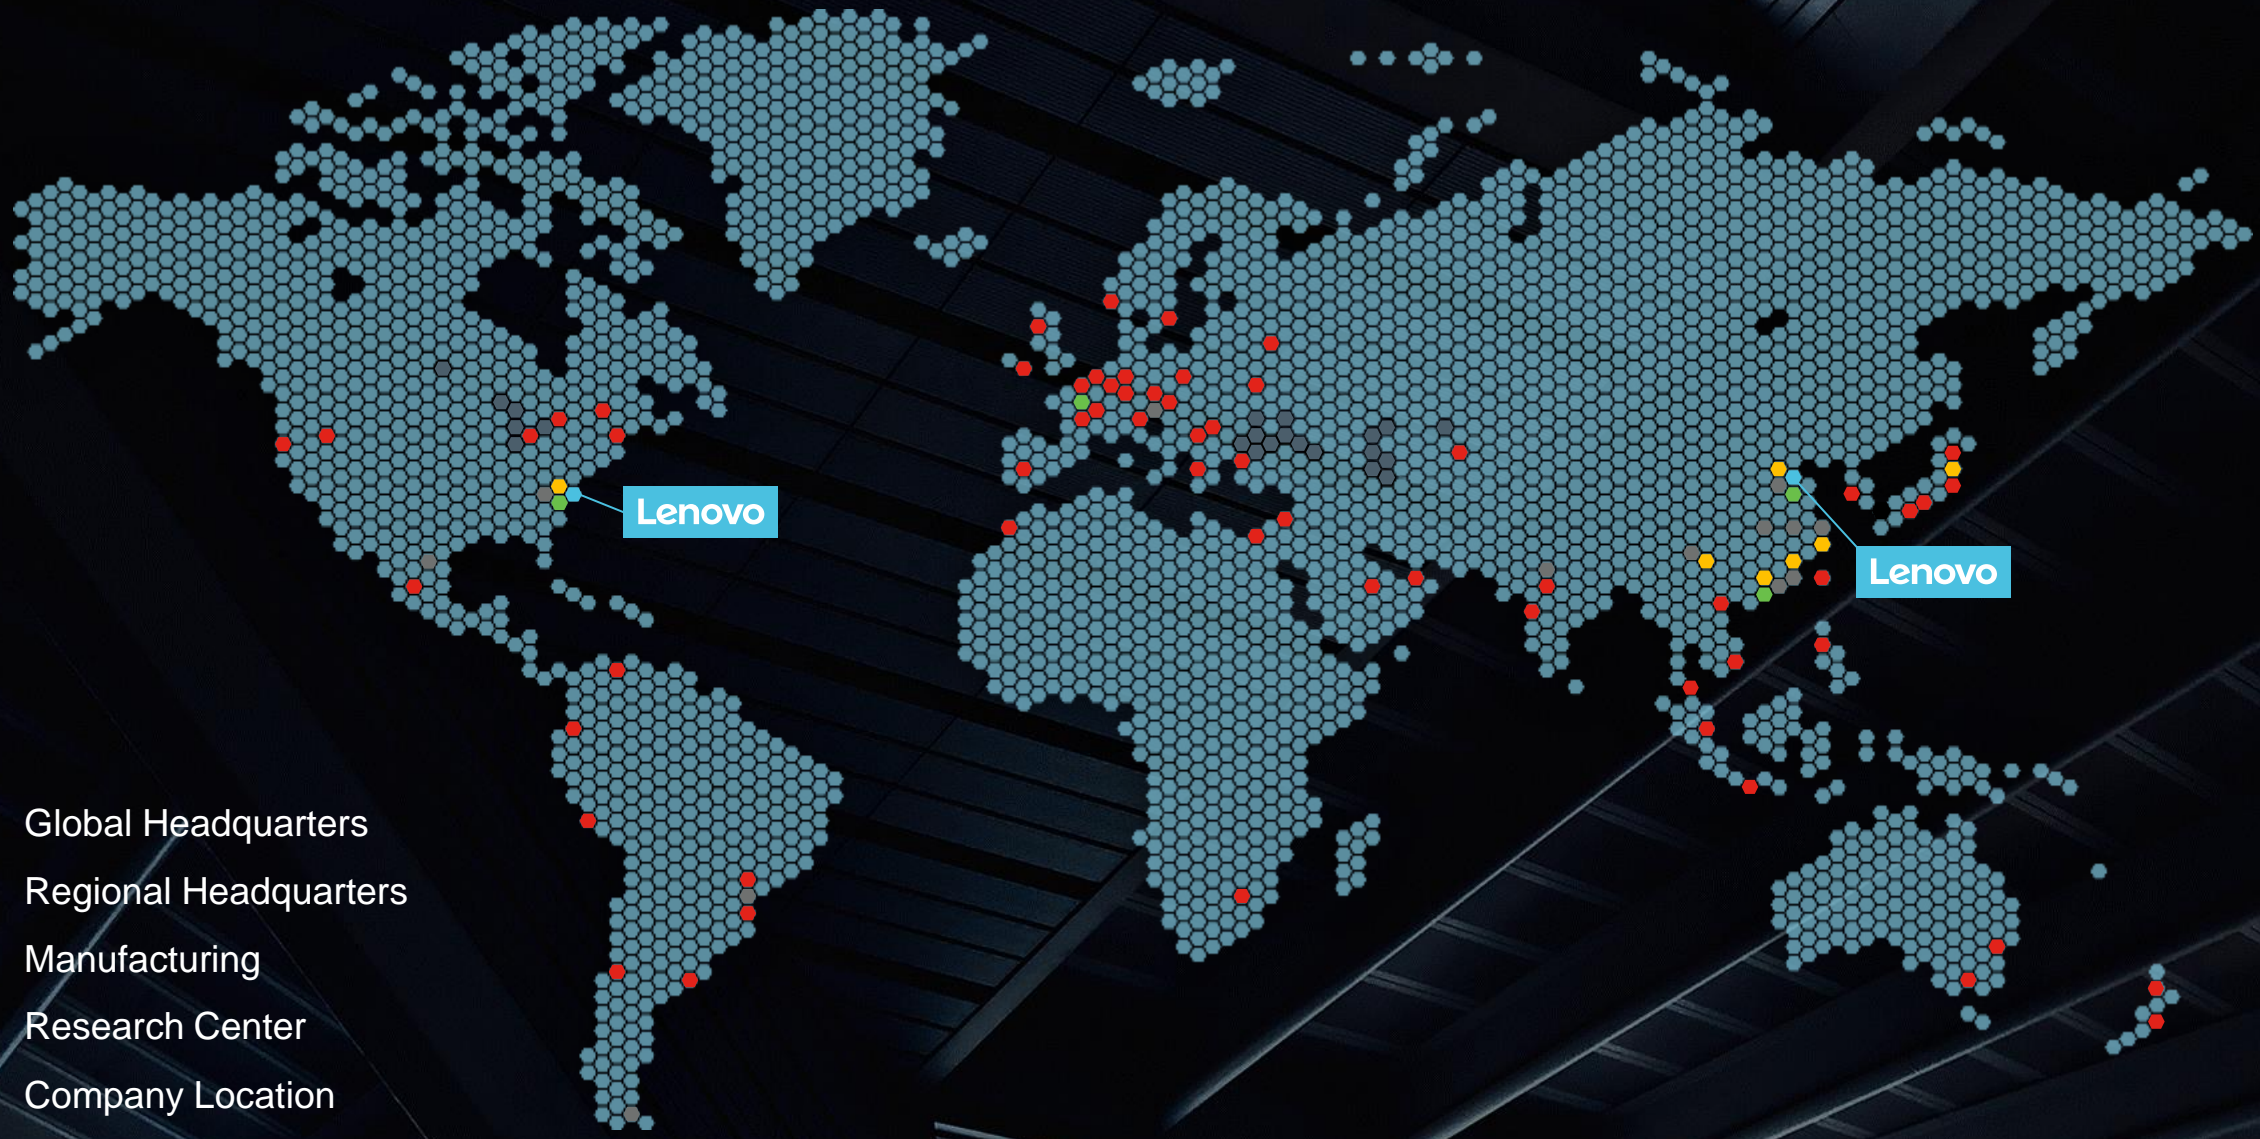 Lenovo
Lenovo
Global Headquarters
Regional Headquarters
Manufacturing
Research Center
Company Location